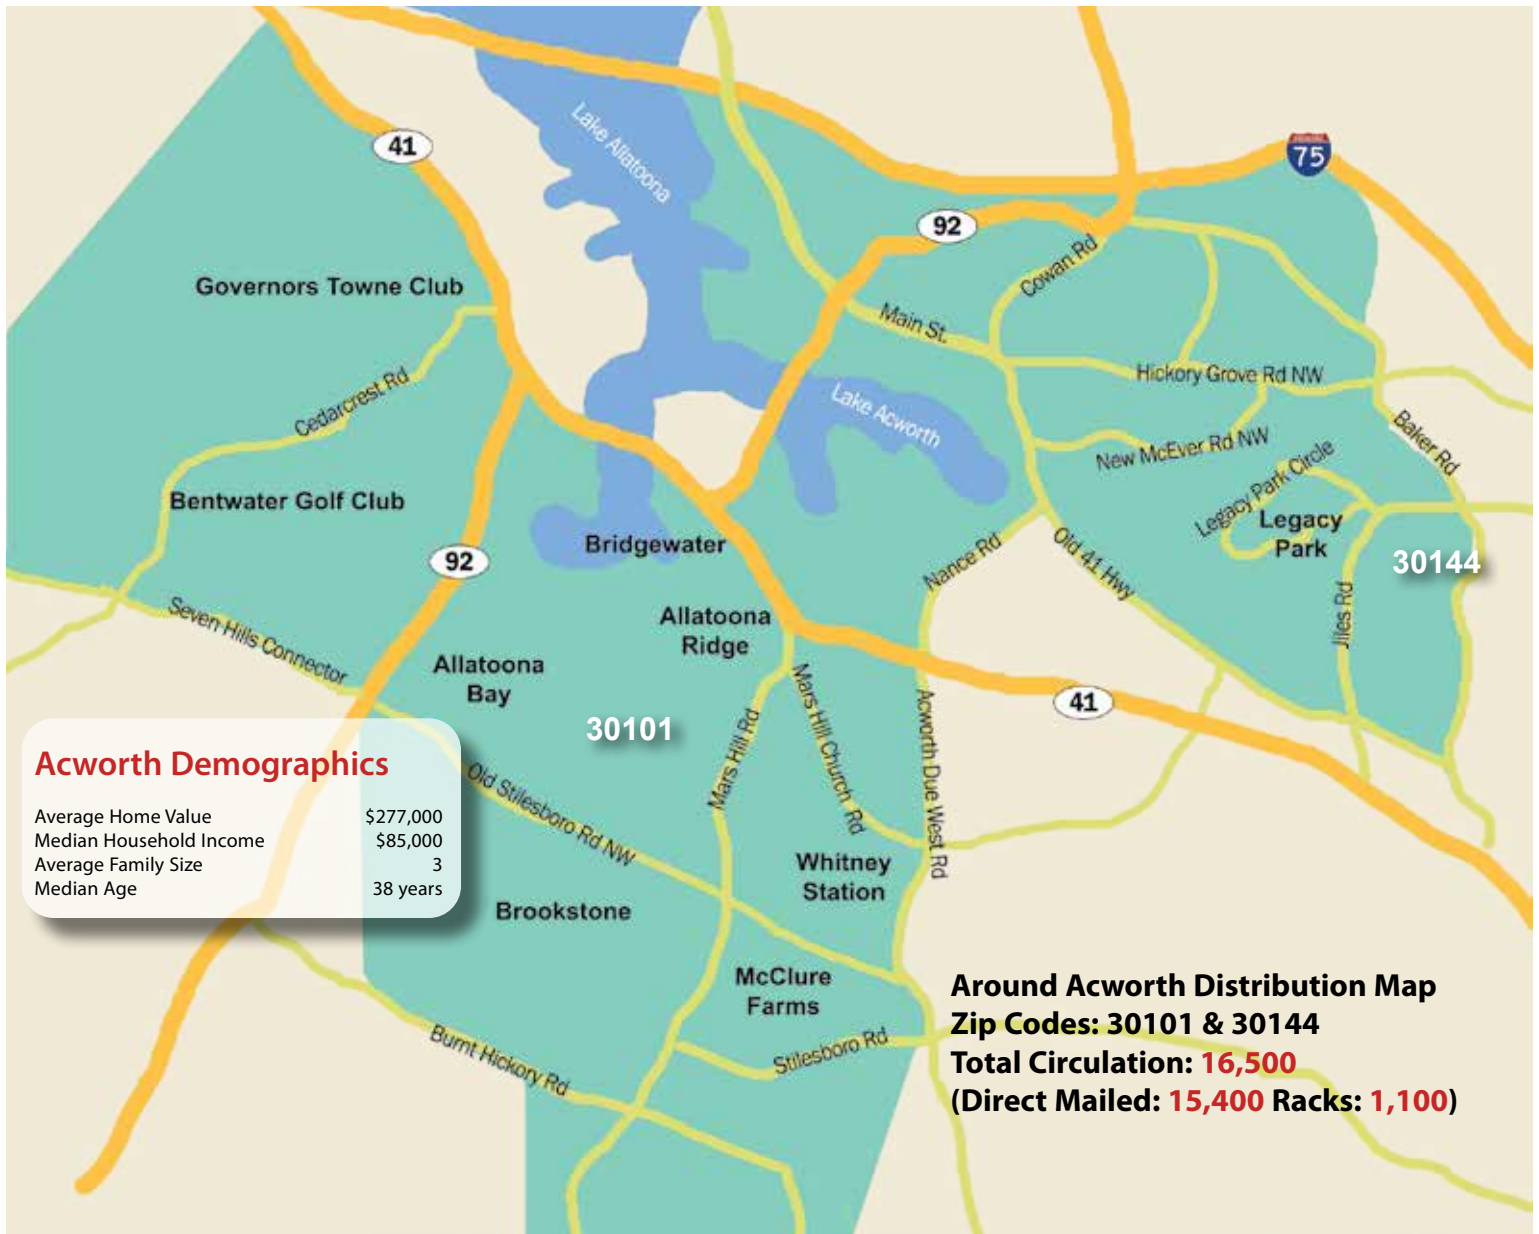 Lake Allatoona
41
75
92
Cowan Rd
Governors Towne Club
Main St.
Cedarcrest Rd
Hickory Grove Rd NW
Lake Acworth
Baker Rd
New McEver Rd NW
Legacy Park Circle
Bentwater Golf Club
Legacy
Park
Bridgewater
92
Nance Rd
Old 41 Hwy
30144
Seven Hills Connector
Allatoona
Ridge
Jiles Rd
Allatoona
Bay
Mars Hill Rd
Mars Hill Church Rd
Acworth Due West Rd
41
30101
Acworth Demographics
Average Home Value $277,000
Median Household Income $85,000
Average Family Size 3
Median Age 38 years
Old Stilesboro Rd NW
Whitney
Station
Brookstone
McClure
Farms
Stilesboro Rd
Burnt Hickory Rd
Around Acworth Distribution Map
Zip Codes: 30101 & 30144
Total Circulation: 16,500
(Direct Mailed: 15,400 Racks: 1,100)